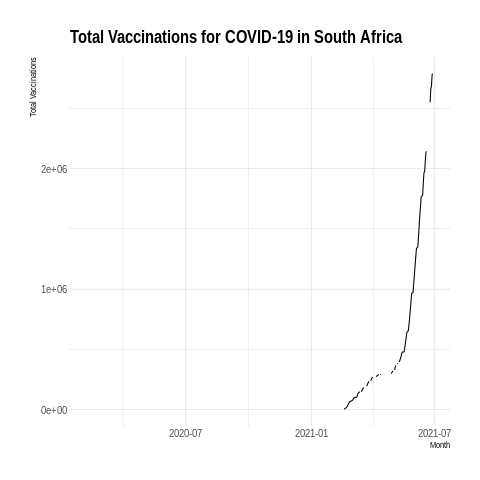 Total Vaccinations for COVID-19 in South Africa
Total Vaccinations
2e+06
1e+06
0e+00
2020-07 2021-01 2021-07
Month